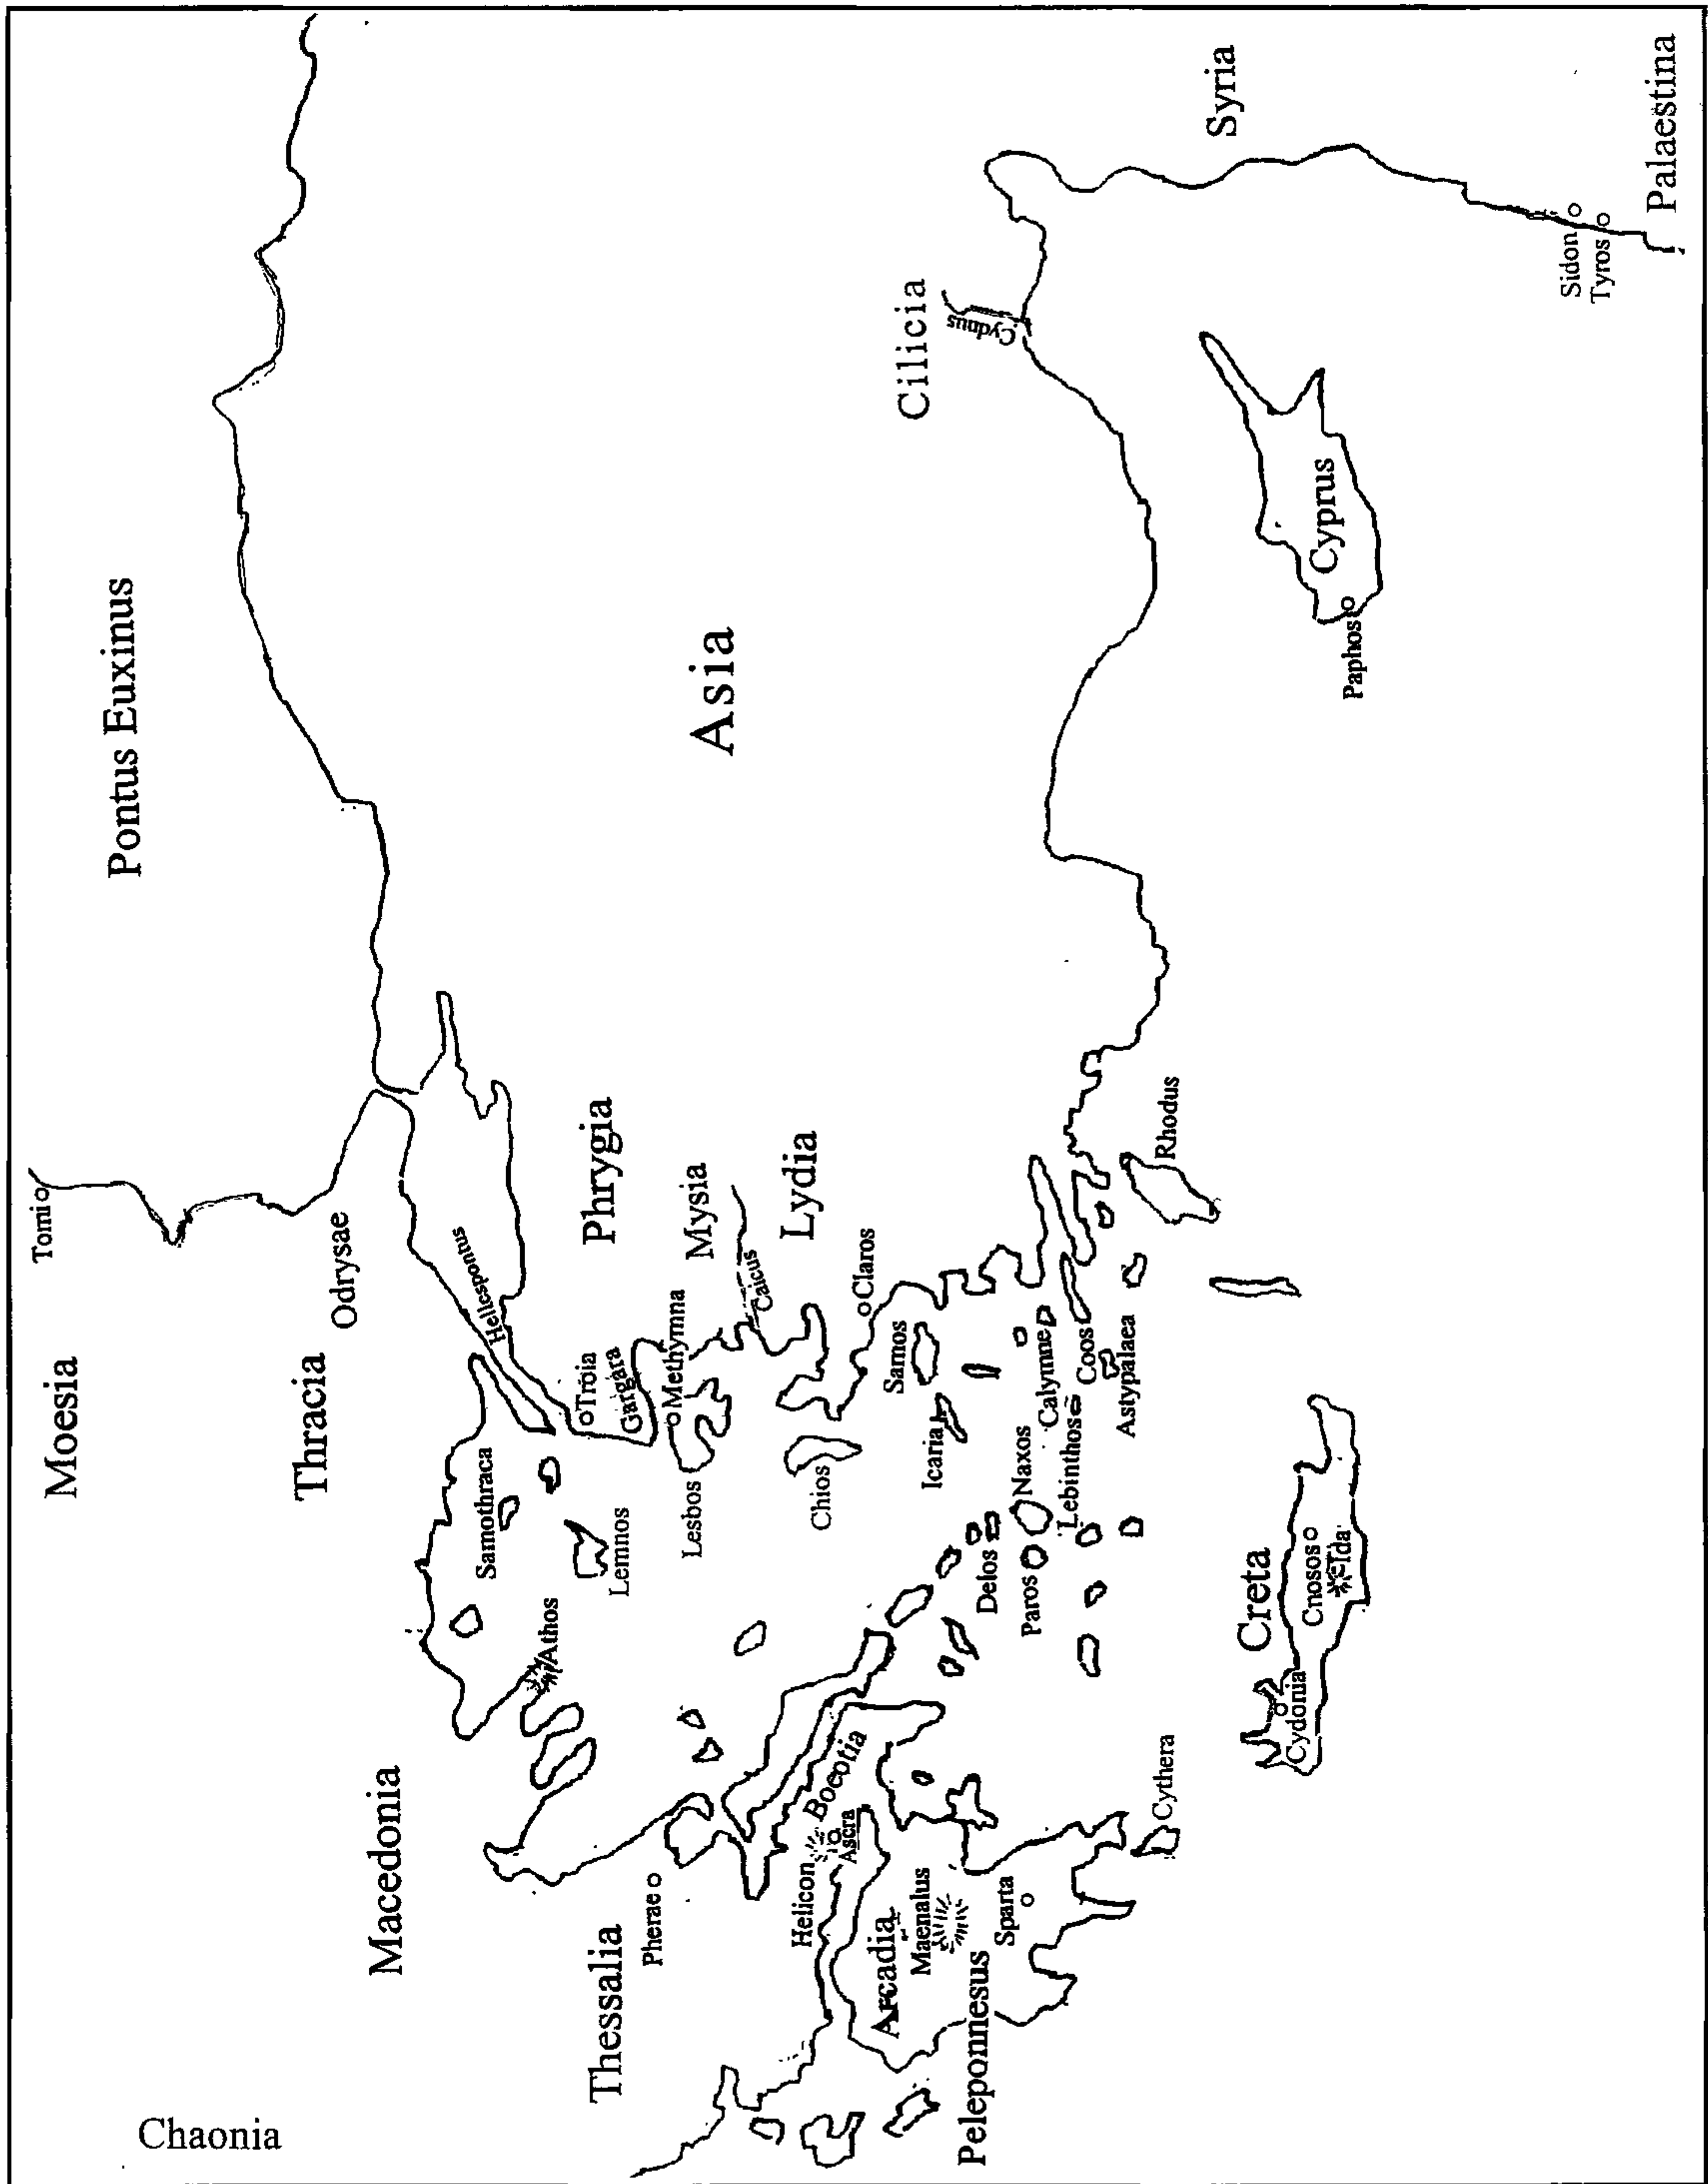 Chaonia
Moesia
Tomi
Pontus Euxinus
Macedonia
Thracia
Odrysae
Hellespontus
Samothraca
Athos
Lemnos
Thessalia
Pherae
Troia
Gargara
Phrygia
Asia
Methymna
Lesbos
Mysia
Caicus
Lydia
Chios
Claros
Cilicia
Cydnus
Syria
Helicon
Ascra
Boeotia
Arcadia
Maenalus
Peleponnesus
Sparta
Samos
Icaria
Delos
Paros
Naxos
Calymne
Lebinthos
Coos
Astypalaea
Rhodus
Cythera
Creta
Cydonia
Cnosos
Ida
Cyprus
Paphos
Sidon
Tyros
Palaestina